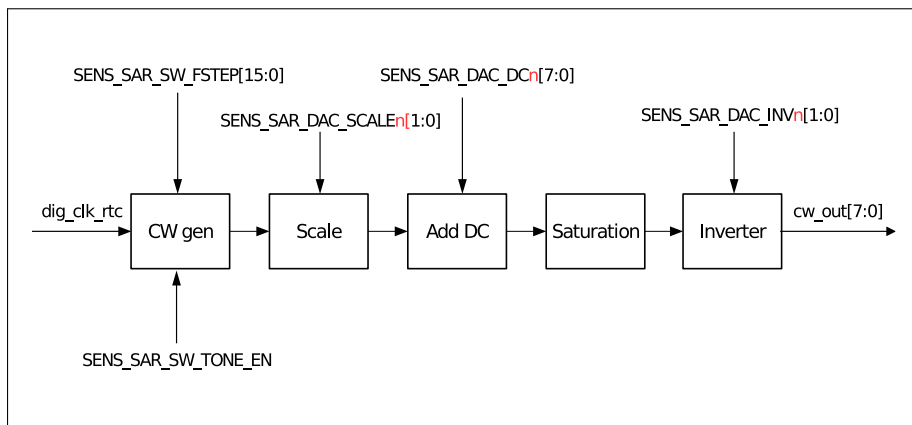 SENS_SAR_SW_FSTEP[15:0]
SENS_SAR_DAC_DCn[7:0]
SENS_SAR_DAC_SCALEn[1:0]
SENS_SAR_DAC_INVn[1:0]
dig_clk_rtc
CW gen
Scale
Add DC
Saturation
Inverter
cw_out[7:0]
SENS_SAR_SW_TONE_EN